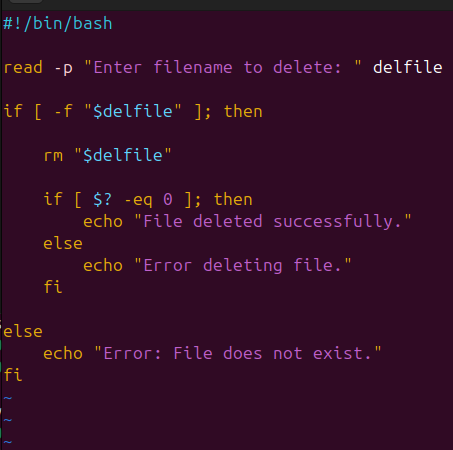 #!/bin/bash
read -p "Enter filename to delete: " delfile
if [ -f "$delfile" ]; then
    rm "$delfile"
    if [ $? -eq 0 ]; then
        echo "File deleted successfully."
    else
        echo "Error deleting file."
    fi
else
    echo "Error: File does not exist."
fi
~
~
~